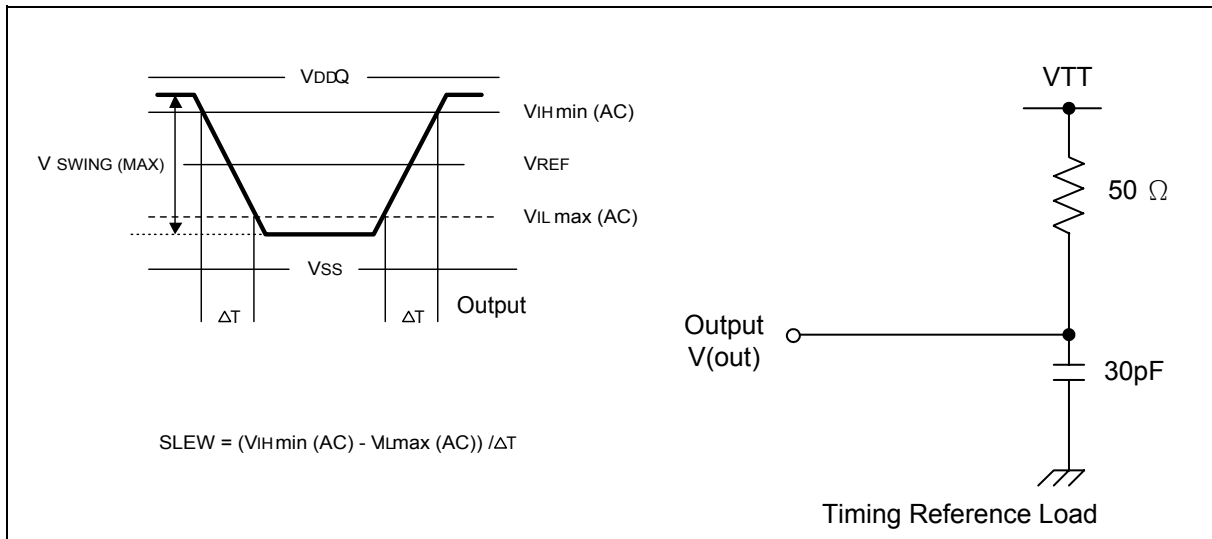 VDDQ
VIH min (AC)
V SWING (MAX)
VREF
VIL max (AC)
VSS
ΔT
ΔT
Output
SLEW = (VIH min (AC) - VILmax (AC)) /ΔT
VTT
50 Ω
Output
V(out)
30pF
Timing Reference Load